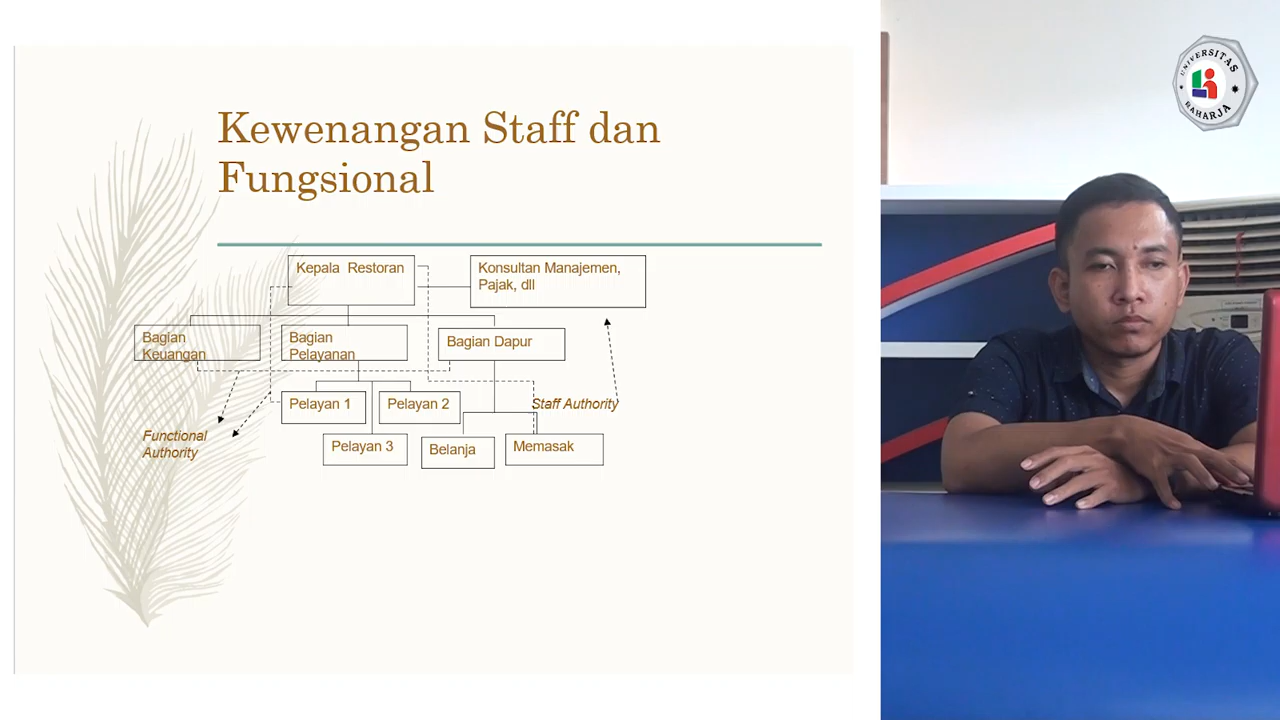 Kewenangan Staff dan
Fungsional
Kepala Restoran
Konsultan Manajemen,
Pajak, dll
Bagian
Keuangan
Bagian
Pelayanan
Bagian Dapur
Pelayan 1
Pelayan 2
Staff Authority
Functional
Authority
Pelayan 3
Belanja
Memasak
UNIVERSITAS
RAHARJA